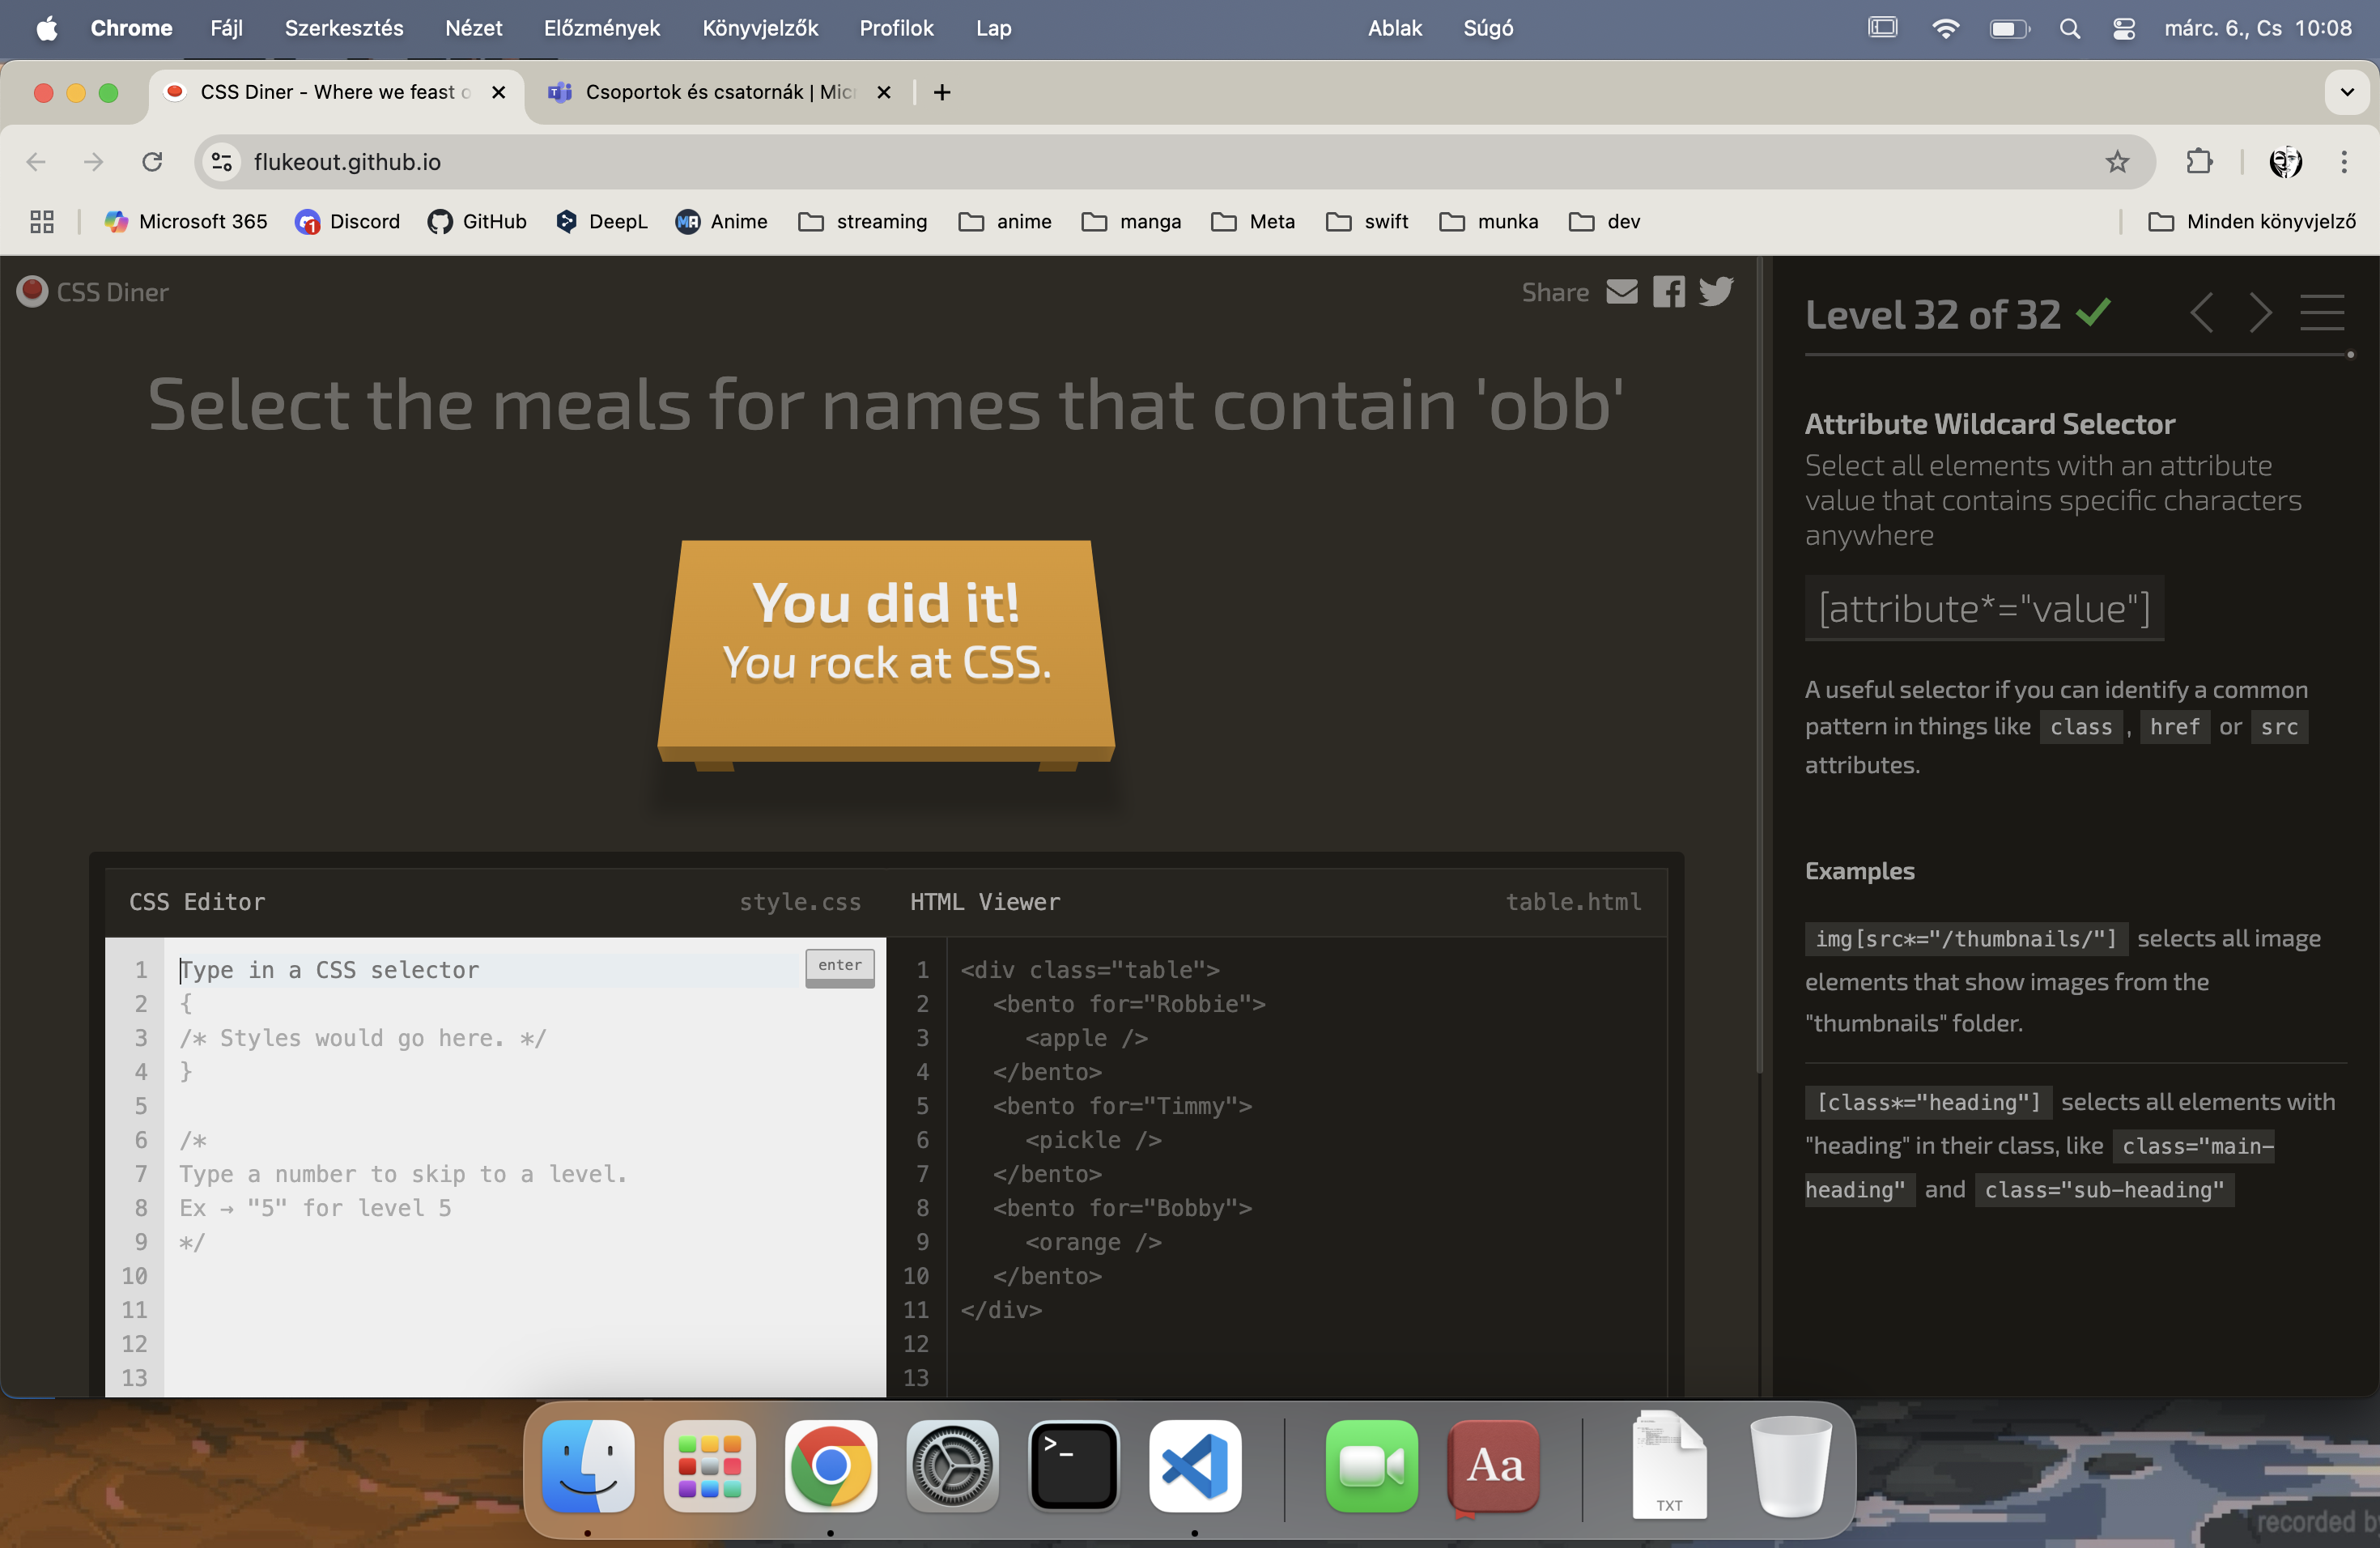 Chrome Fájl Szerkesztés Nézet Előzmények Könyvjelzők Profilok Lap Ablak Súgó márc. 6., Cs 10:08
CSS Diner - Where we feast o
Csoportok és csatornák | Mic
flukeout.github.io
Microsoft 365 1 Discord GitHub DeepL MA Anime streaming anime manga Meta swift munka dev Minden könyvjelző
CSS Diner
Share
Select the meals for names that contain 'obb'
You did it!
You rock at CSS.
CSS Editor style.css
1 Type in a CSS selector enter
2 {
3 /* Styles would go here. */
4 }
5
6 /*
7 Type a number to skip to a level.
8 Ex → "5" for level 5
9 */
10
11
12
13
HTML Viewer table.html
1 <div class="table">
2 <bento for="Robbie">
3 <apple />
4 </bento>
5 <bento for="Timmy">
6 <pickle />
7 </bento>
8 <bento for="Bobby">
9 <orange />
10 </bento>
11 </div>
12
13
Level 32 of 32
Attribute Wildcard Selector
Select all elements with an attribute
value that contains specific characters
anywhere
[attribute*="value"]
A useful selector if you can identify a common
pattern in things like class , href or src
attributes.
Examples
img[src*="/thumbnails/"] selects all image
elements that show images from the
"thumbnails" folder.
[class*="heading"] selects all elements with
"heading" in their class, like class="main-
heading" and class="sub-heading"
>_
Aa
TXT
recorded by